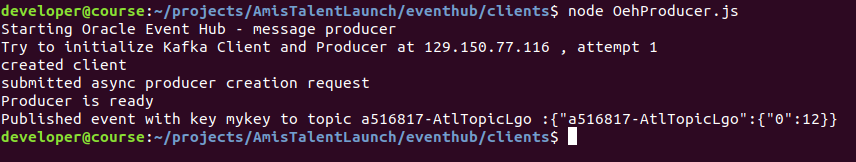 developer@course:~/projects/AmisTalentLaunch/eventhub/clients$ node OehProducer.js
Starting Oracle Event Hub - message producer
Try to initialize Kafka Client and Producer at 129.150.77.116 , attempt 1
created client
submitted async producer creation request
Producer is ready
Published event with key mykey to topic a516817-AtlTopicLgo :{"a516817-AtlTopicLgo":{"0":12}}
developer@course:~/projects/AmisTalentLaunch/eventhub/clients$